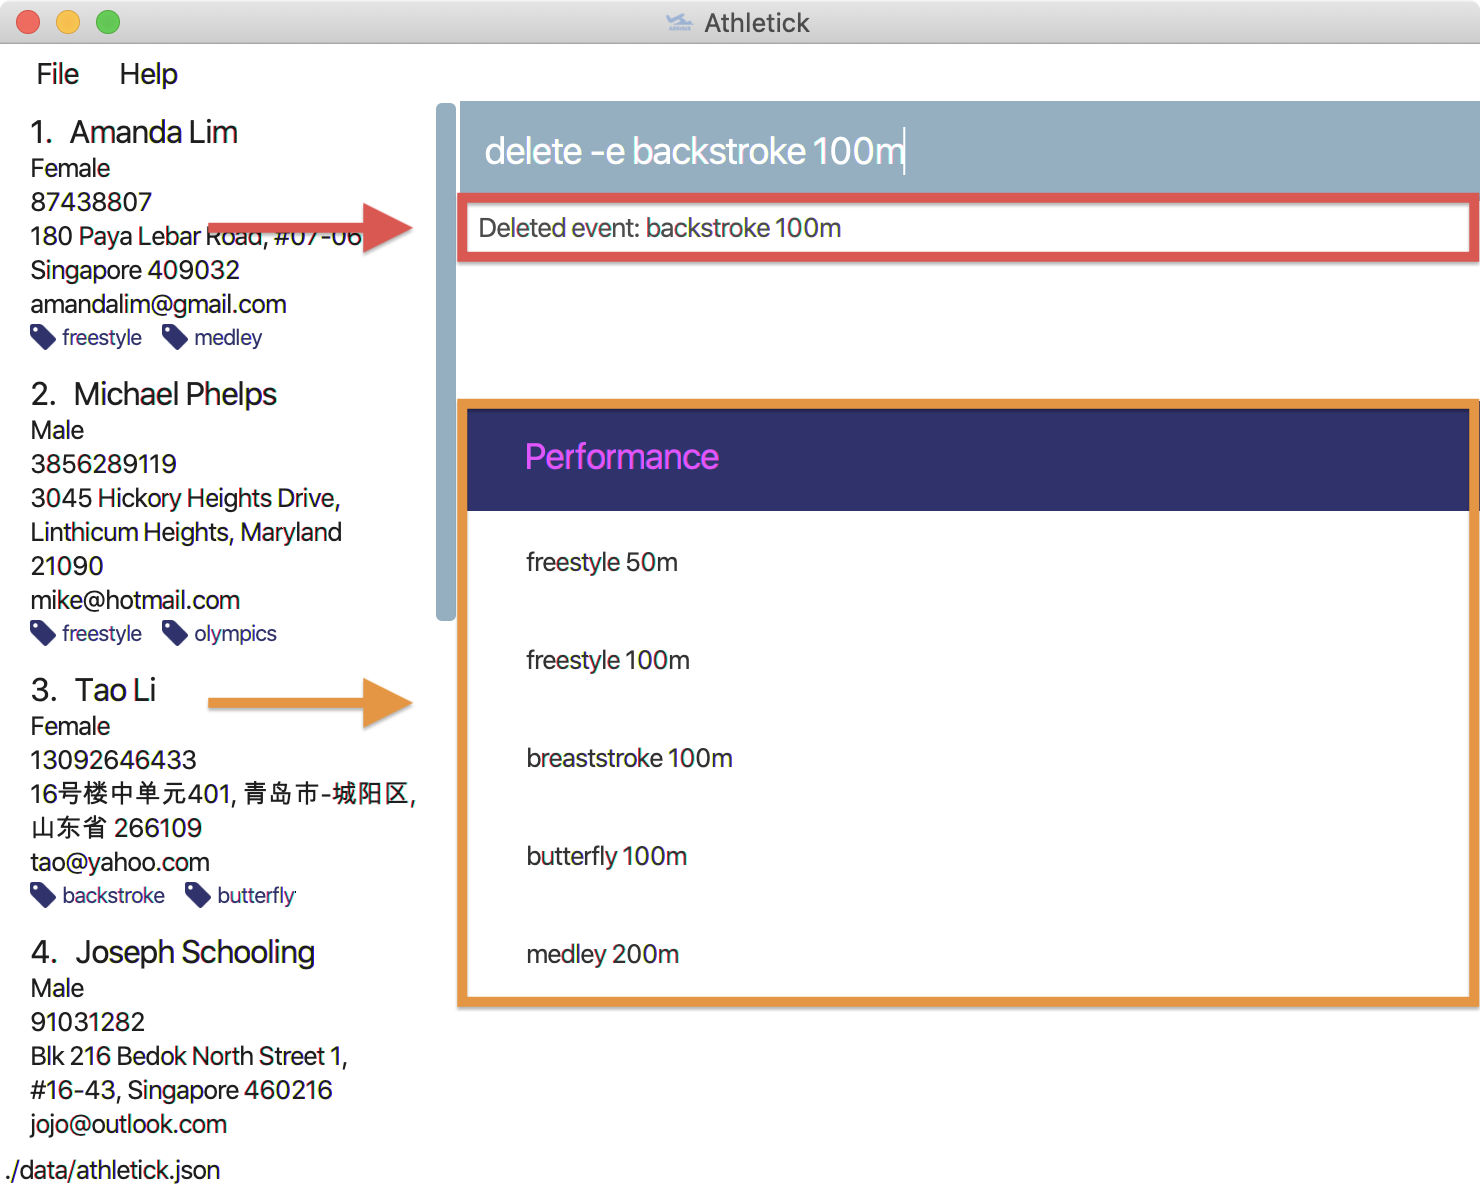 Athletick
File Help
1. Amanda Lim
Female
87438807
180 Paya Lebar Road, #07-06
Singapore 409032
amandalim@gmail.com
freestyle medley
2. Michael Phelps
Male
3856289119
3045 Hickory Heights Drive,
Linthicum Heights, Maryland
21090
mike@hotmail.com
freestyle olympics
3. Tao Li
Female
13092646433
16号楼中单元401, 青岛市-城阳区,
山东省 266109
tao@yahoo.com
backstroke butterfly
4. Joseph Schooling
Male
91031282
Blk 216 Bedok North Street 1,
#16-43, Singapore 460216
jojo@outlook.com
delete -e backstroke 100m
Deleted event: backstroke 100m
Performance
freestyle 50m
freestyle 100m
breaststroke 100m
butterfly 100m
medley 200m
./data/athletick.json